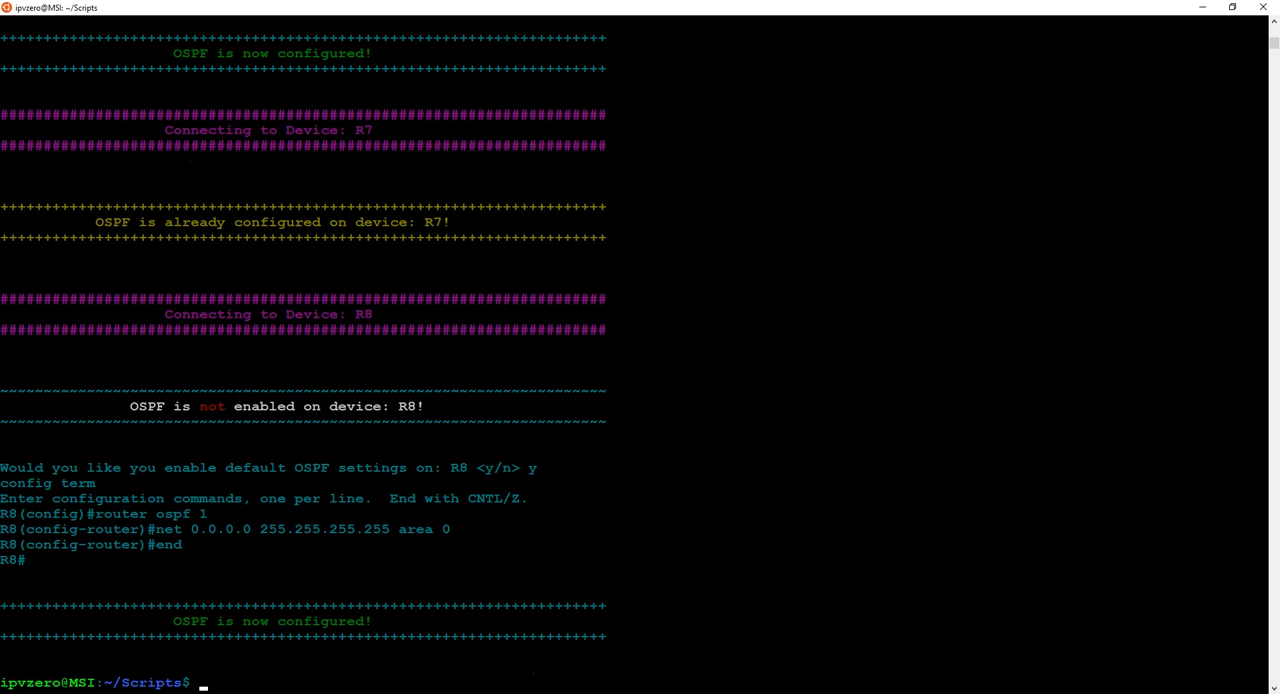 ipvzero@MSI: ~/Scripts
++++++++++++++++++++++++++++++++++++++++++++++++++++++++++++++++++++++
OSPF is now configured!
++++++++++++++++++++++++++++++++++++++++++++++++++++++++++++++++++++++
######################################################################
Connecting to Device: R7
######################################################################
++++++++++++++++++++++++++++++++++++++++++++++++++++++++++++++++++++++
OSPF is already configured on device: R7!
++++++++++++++++++++++++++++++++++++++++++++++++++++++++++++++++++++++
######################################################################
Connecting to Device: R8
######################################################################
~~~~~~~~~~~~~~~~~~~~~~~~~~~~~~~~~~~~~~~~~~~~~~~~~~~~~~~~~~~~~~~~~~~~~~
OSPF is not enabled on device: R8!
~~~~~~~~~~~~~~~~~~~~~~~~~~~~~~~~~~~~~~~~~~~~~~~~~~~~~~~~~~~~~~~~~~~~~~
Would you like you enable default OSPF settings on: R8 <y/n> y
config term
Enter configuration commands, one per line.  End with CNTL/Z.
R8(config)#router ospf 1
R8(config-router)#net 0.0.0.0 255.255.255.255 area 0
R8(config-router)#end
R8#
++++++++++++++++++++++++++++++++++++++++++++++++++++++++++++++++++++++
OSPF is now configured!
++++++++++++++++++++++++++++++++++++++++++++++++++++++++++++++++++++++
ipvzero@MSI:~/Scripts$